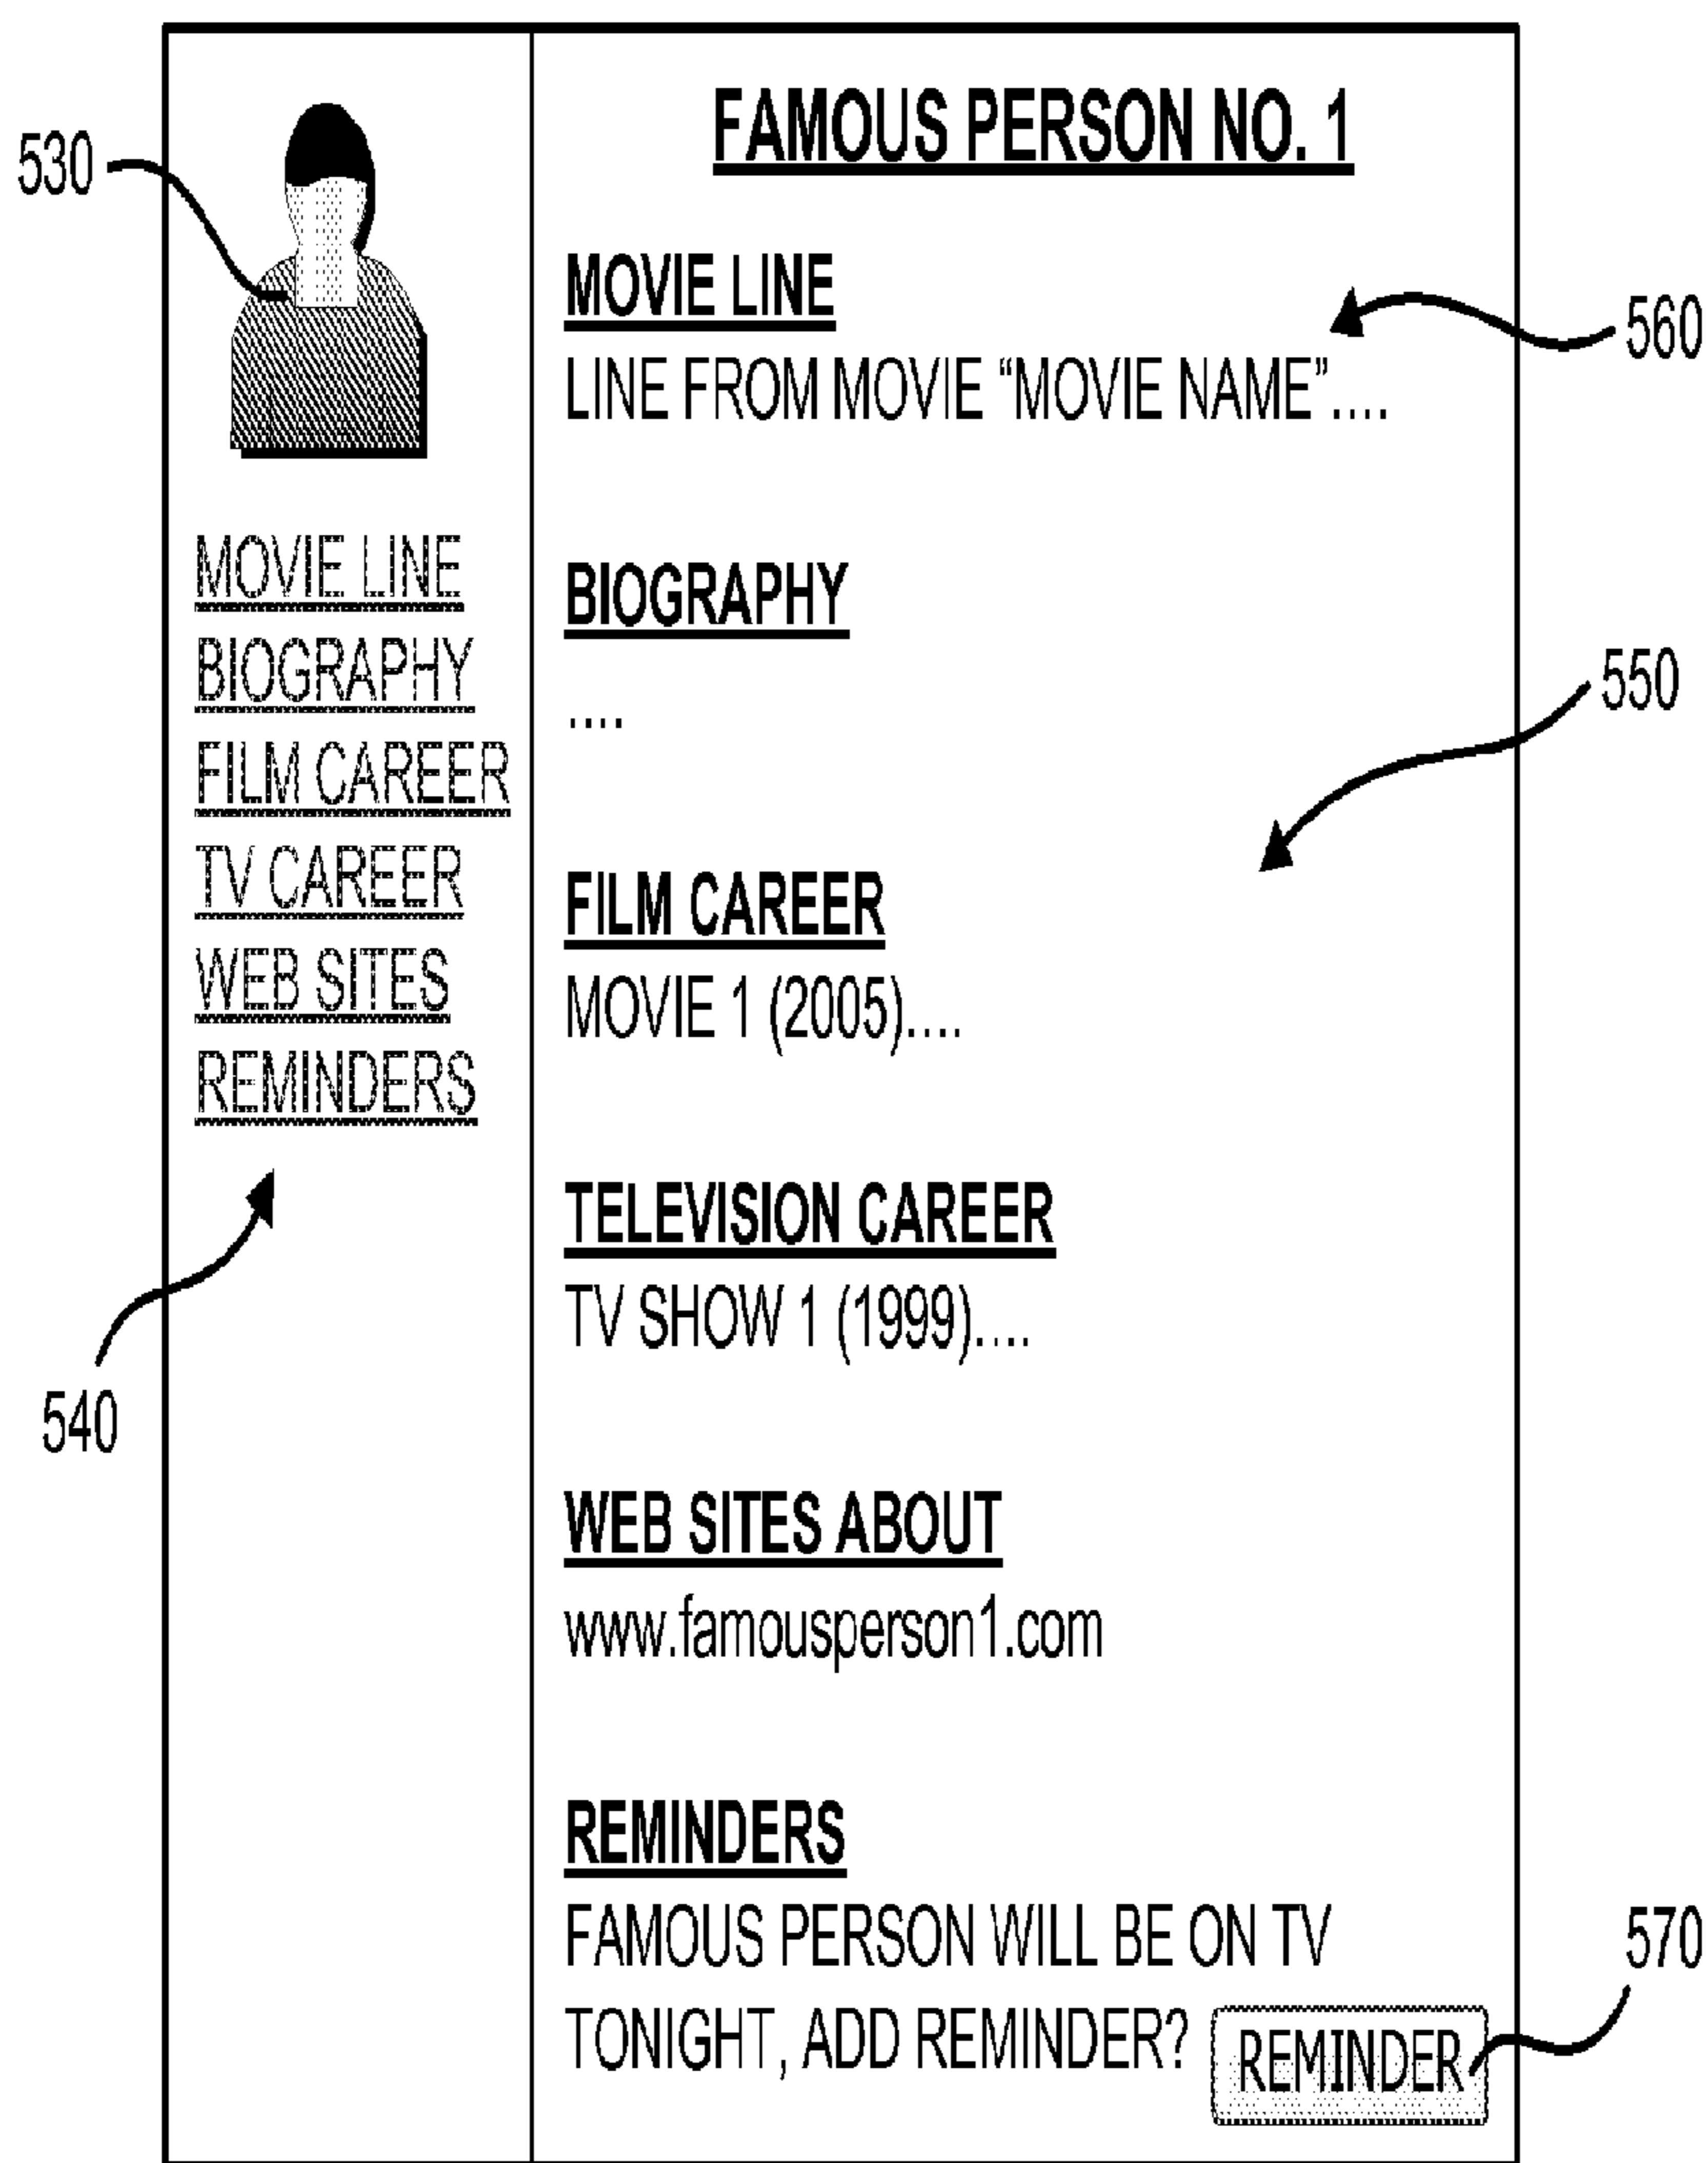 530
MOVIE LINE
BIOGRAPHY
FILM CAREER
TV CAREER
WEB SITES
REMINDERS
540
FAMOUS PERSON NO. 1
MOVIE LINE
LINE FROM MOVIE “MOVIE NAME”....
560
BIOGRAPHY
....
550
FILM CAREER
MOVIE 1 (2005)....
TELEVISION CAREER
TV SHOW 1 (1999)....
WEB SITES ABOUT
www.famousperson1.com
REMINDERS
FAMOUS PERSON WILL BE ON TV
TONIGHT, ADD REMINDER?
REMINDER
570